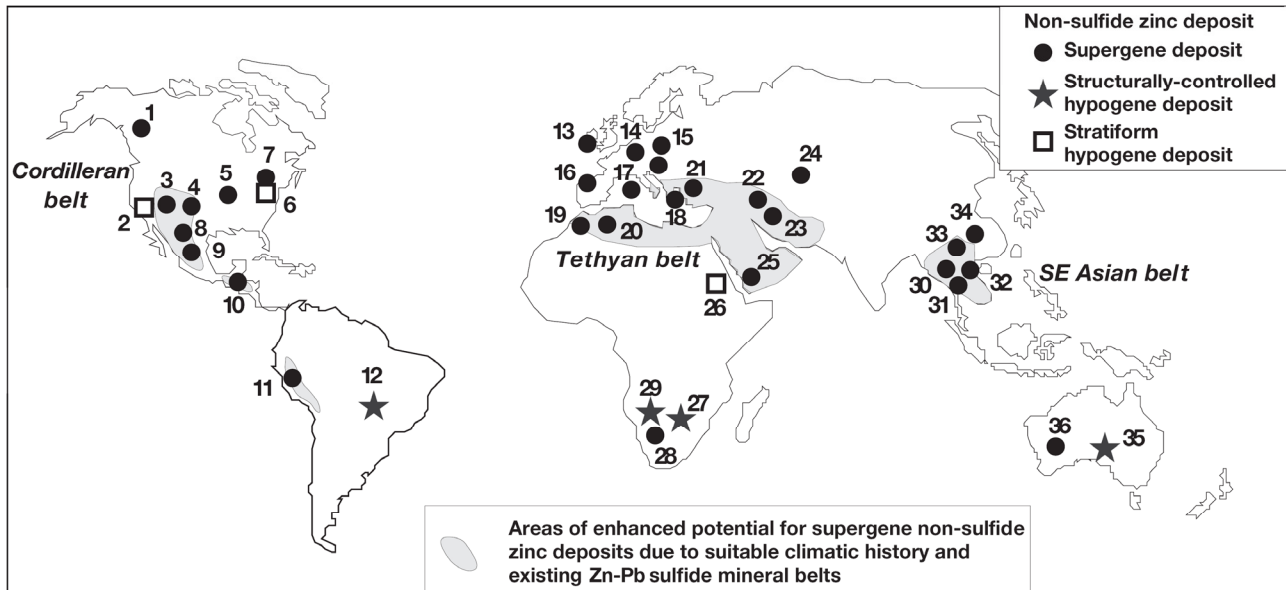 Non-sulfide zinc deposit
Supergene deposit
Structurally-controlled
hypogene deposit
Stratiform
hypogene deposit
1
13
14
15
7
24
Cordilleran
belt
3
4
5
16
17
21
22
2
6
18
34
8
19
20
23
33
9
Tethyan belt
25
SE Asian belt
10
26
30
32
31
11
12
29
27
36
35
28
Areas of enhanced potential for supergene non-sulfide
zinc deposits due to suitable climatic history and
existing Zn-Pb sulfide mineral belts